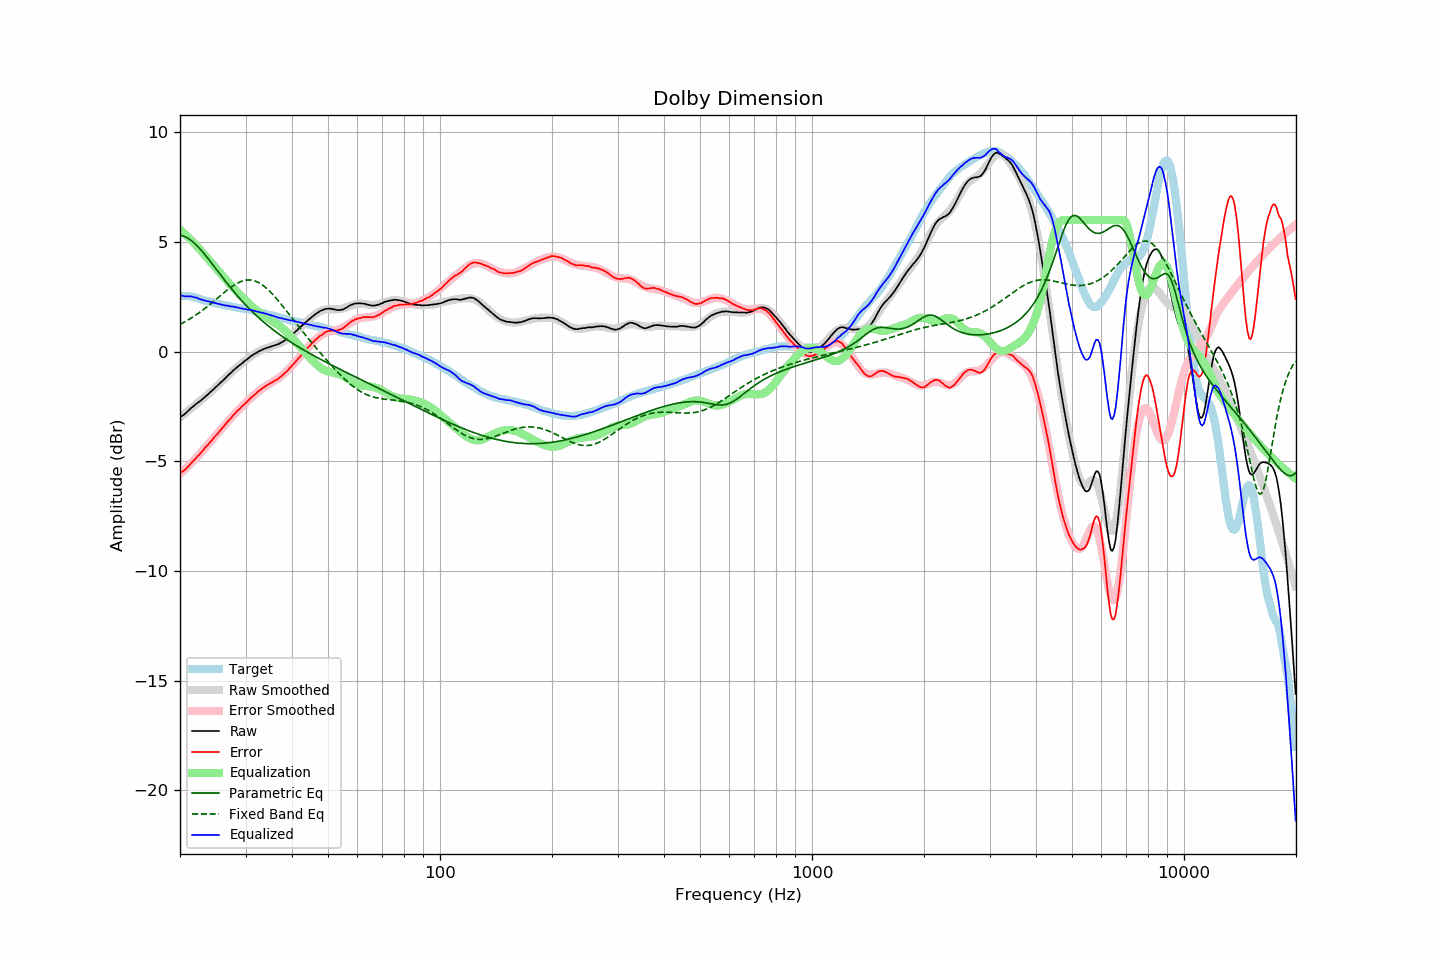 Dolby Dimension
10
5
0
−5
−10
−15
−20
Amplitude (dBr)
Target
Raw Smoothed
Error Smoothed
Raw
Error
Equalization
Parametric Eq
Fixed Band Eq
Equalized
100
1000
10000
Frequency (Hz)